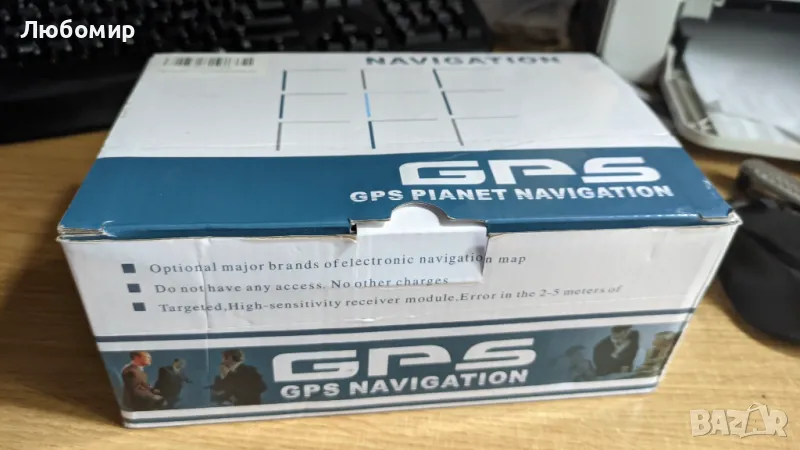 Любомир
NAVIGATION
GPS
GPS PIANET NAVIGATION
Optional major brands of electronic navigation map
Do not have any access. No other charges
Targeted,High-sensitivity receiver module.Error in the 2-5 meters of
GPS
GPS NAVIGATION
BAZAR